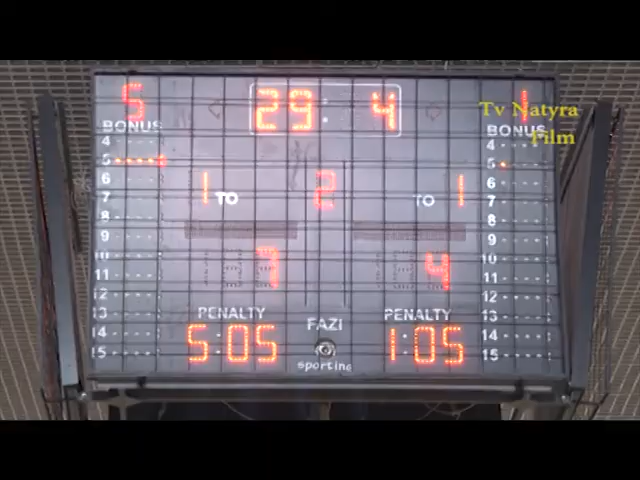 5 29: 4 1
Tv Natyra
Film
BONUS BONUS
4 4
5 5
6 6
7 7
8 8
9 9
10 10
11 11
12 12
13 13
14 14
15 15
1 TO 2 TO 1
4
PENALTY PENALTY
5:05 1:05
FAZI
sportine